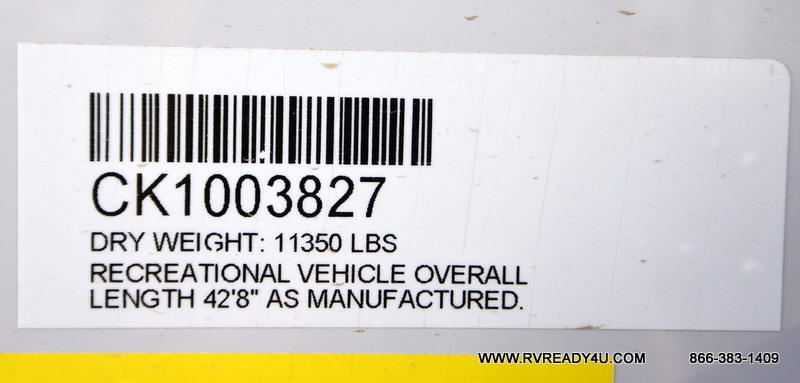 CK1003827
DRY WEIGHT: 11350 LBS
RECREATIONAL VEHICLE OVERALL
LENGTH 42'8" AS MANUFACTURED.
WWW.RVREADY4U.COM 866-383-1409